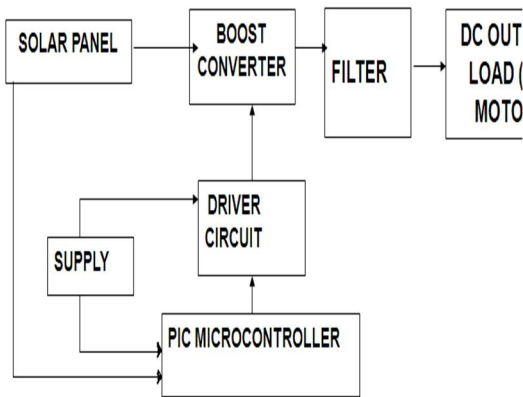 SOLAR PANEL
BOOST
CONVERTER
FILTER
DC OUT
LOAD (
MOTO
DRIVER
CIRCUIT
SUPPLY
PIC MICROCONTROLLER